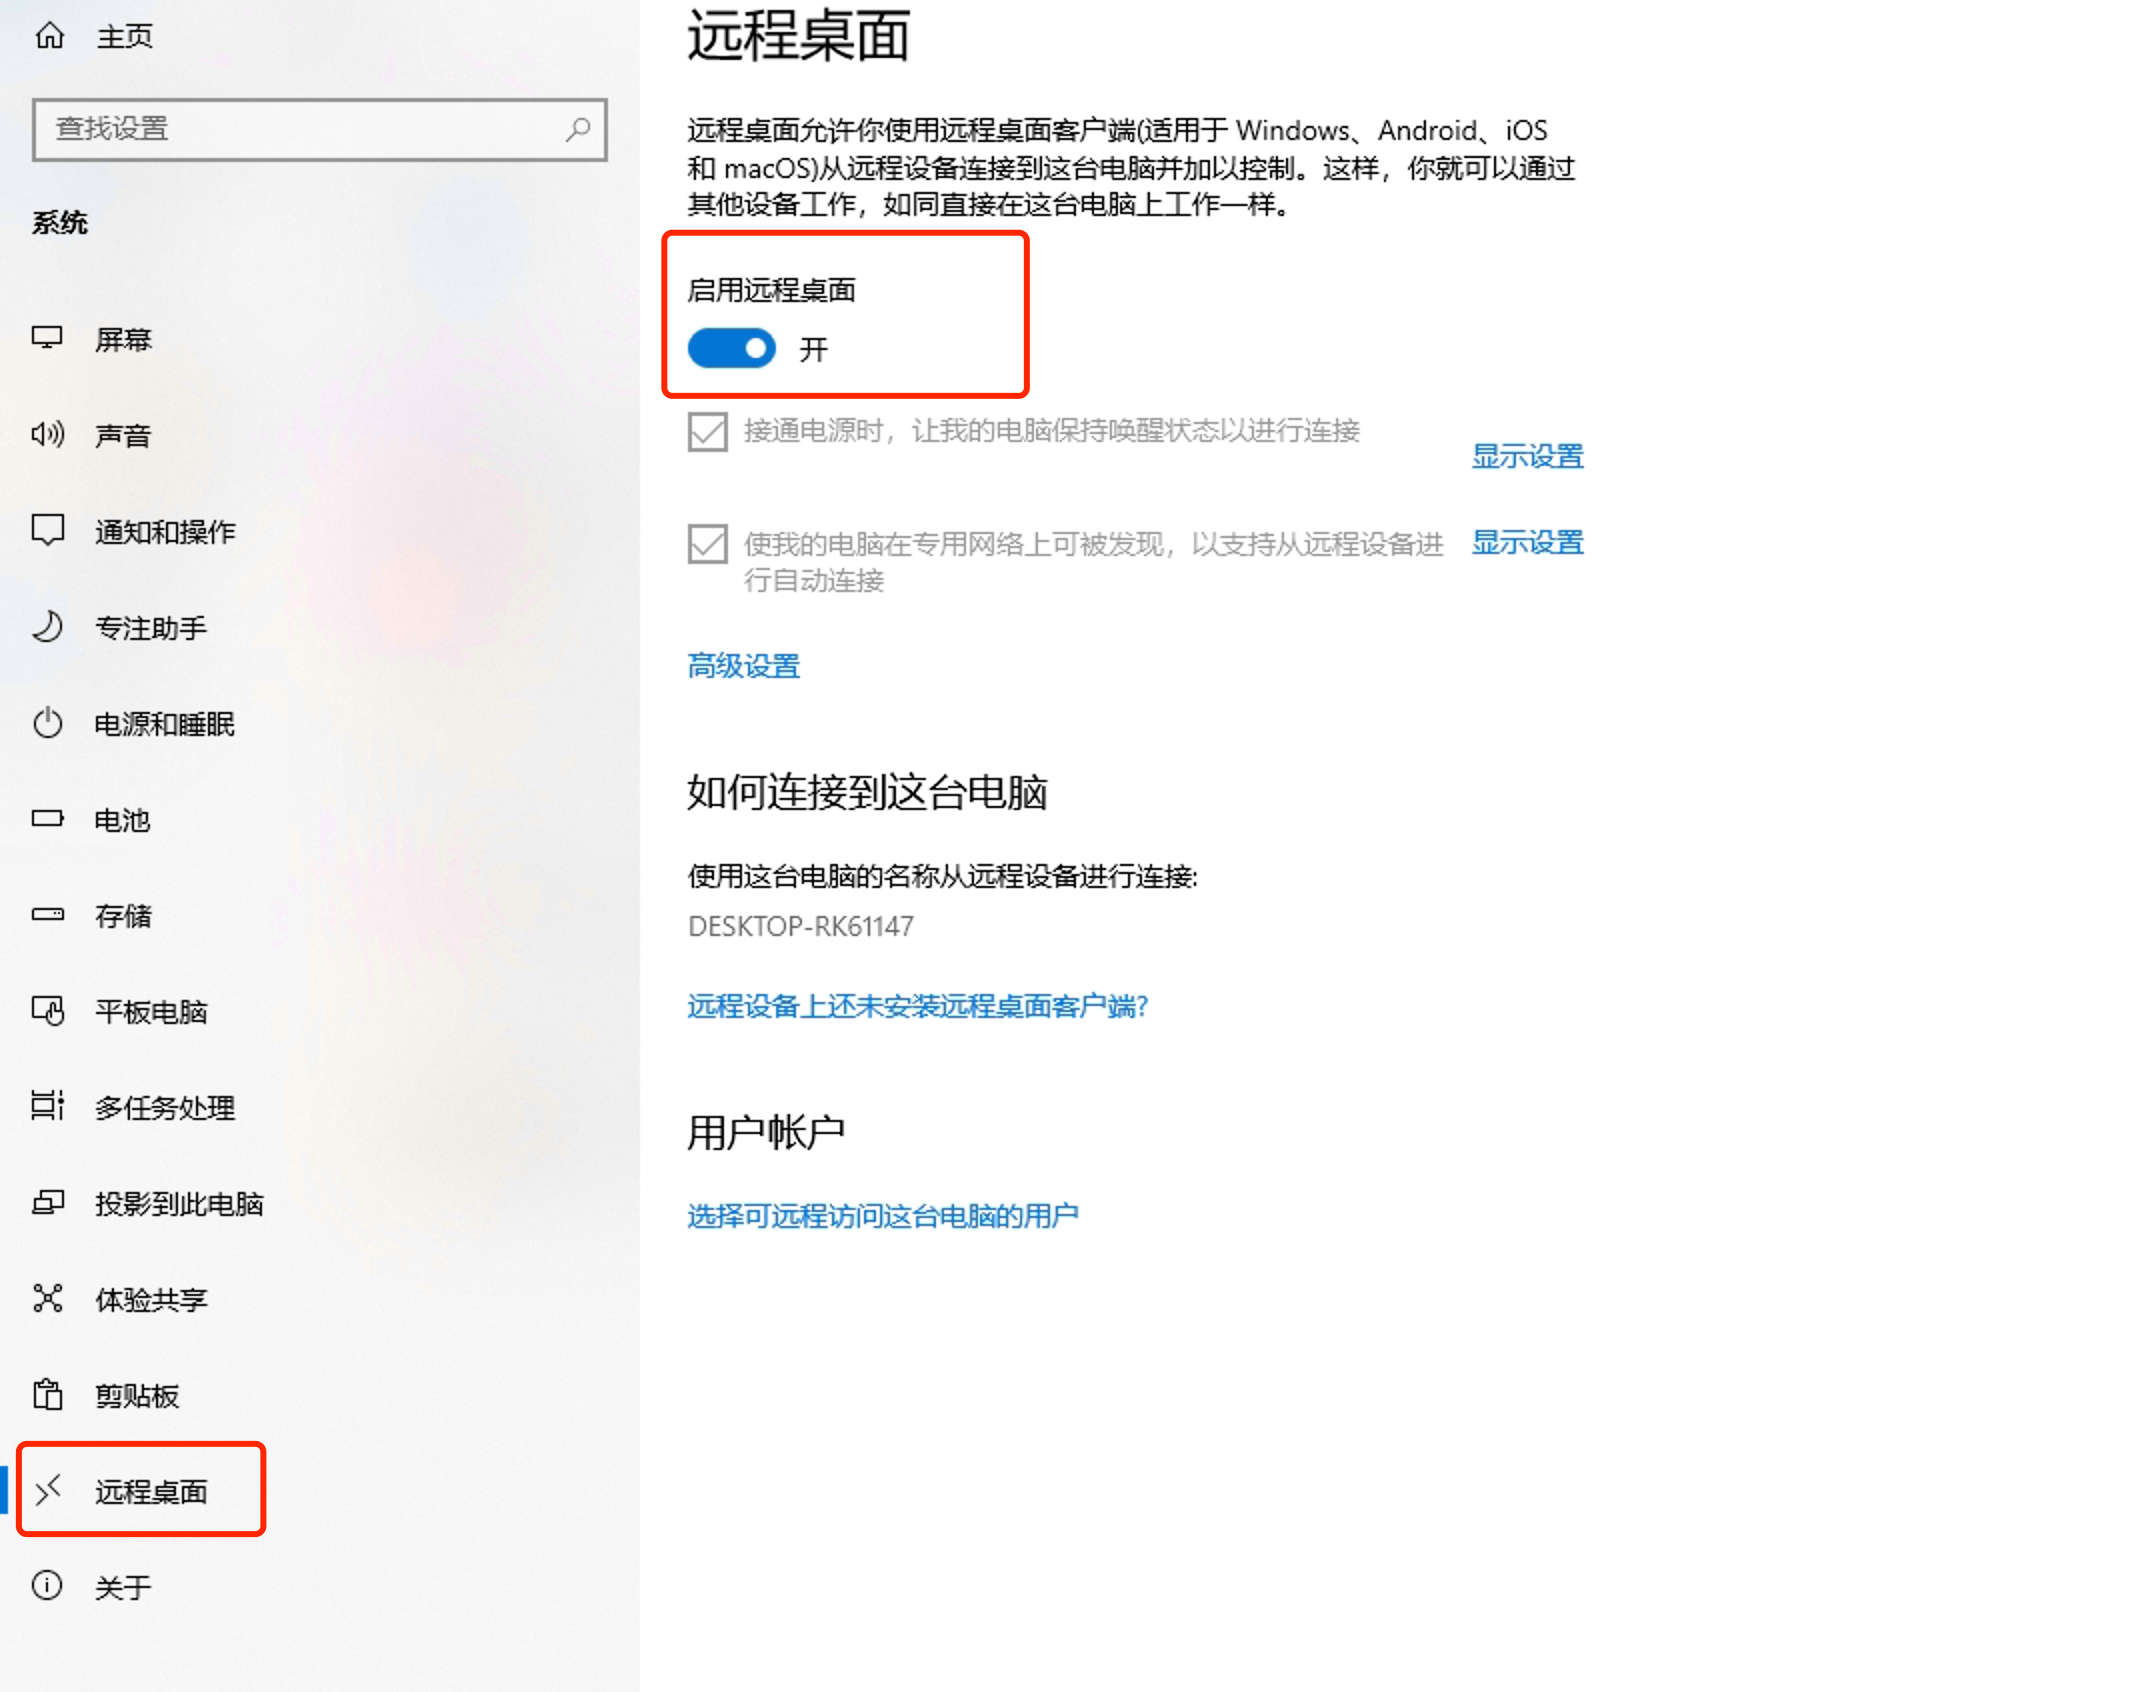 主页
查找设置
系统
屏幕
声音
通知和操作
专注助手
电源和睡眠
电池
存储
平板电脑
多任务处理
投影到此电脑
体验共享
剪贴板
远程桌面
关于
远程桌面
远程桌面允许你使用远程桌面客户端(适用于 Windows、Android、iOS
和 macOS)从远程设备连接到这台电脑并加以控制。这样，你就可以通过
其他设备工作，如同直接在这台电脑上工作一样。
启用远程桌面
开
接通电源时，让我的电脑保持唤醒状态以进行连接
显示设置
使我的电脑在专用网络上可被发现，以支持从远程设备进
行自动连接
显示设置
高级设置
如何连接到这台电脑
使用这台电脑的名称从远程设备进行连接:
DESKTOP-RK61147
远程设备上还未安装远程桌面客户端?
用户帐户
选择可远程访问这台电脑的用户